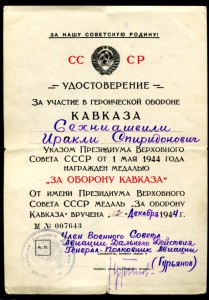 ЗА НАШУ СОВЕТСКУЮ РОДИНУ!
СС СР
УДОСТОВЕРЕНИЕ
ЗА УЧАСТИЕ В ГЕРОИЧЕСКОЙ ОБОРОНЕ
КАВКАЗА
Сехниашвили
Иракли Спиридонович
УКАЗОМ ПРЕЗИДИУМА ВЕРХОВНОГО
СОВЕТА СССР ОТ 1 МАЯ 1944 ГОДА
НАГРАЖДЕН МЕДАЛЬЮ
"ЗА ОБОРОНУ КАВКАЗА"
ОТ ИМЕНИ ПРЕЗИДИУМА ВЕРХОВНОГО
СОВЕТА СССР МЕДАЛЬ „ЗА ОБОРОНУ
КАВКАЗА" ВРУЧЕНА декабря 1944 Г.
М № 007643
Член Военного Совета
Авиации Дальнего Действия
Генерал-Полковник Авиации
(Гурьянов)